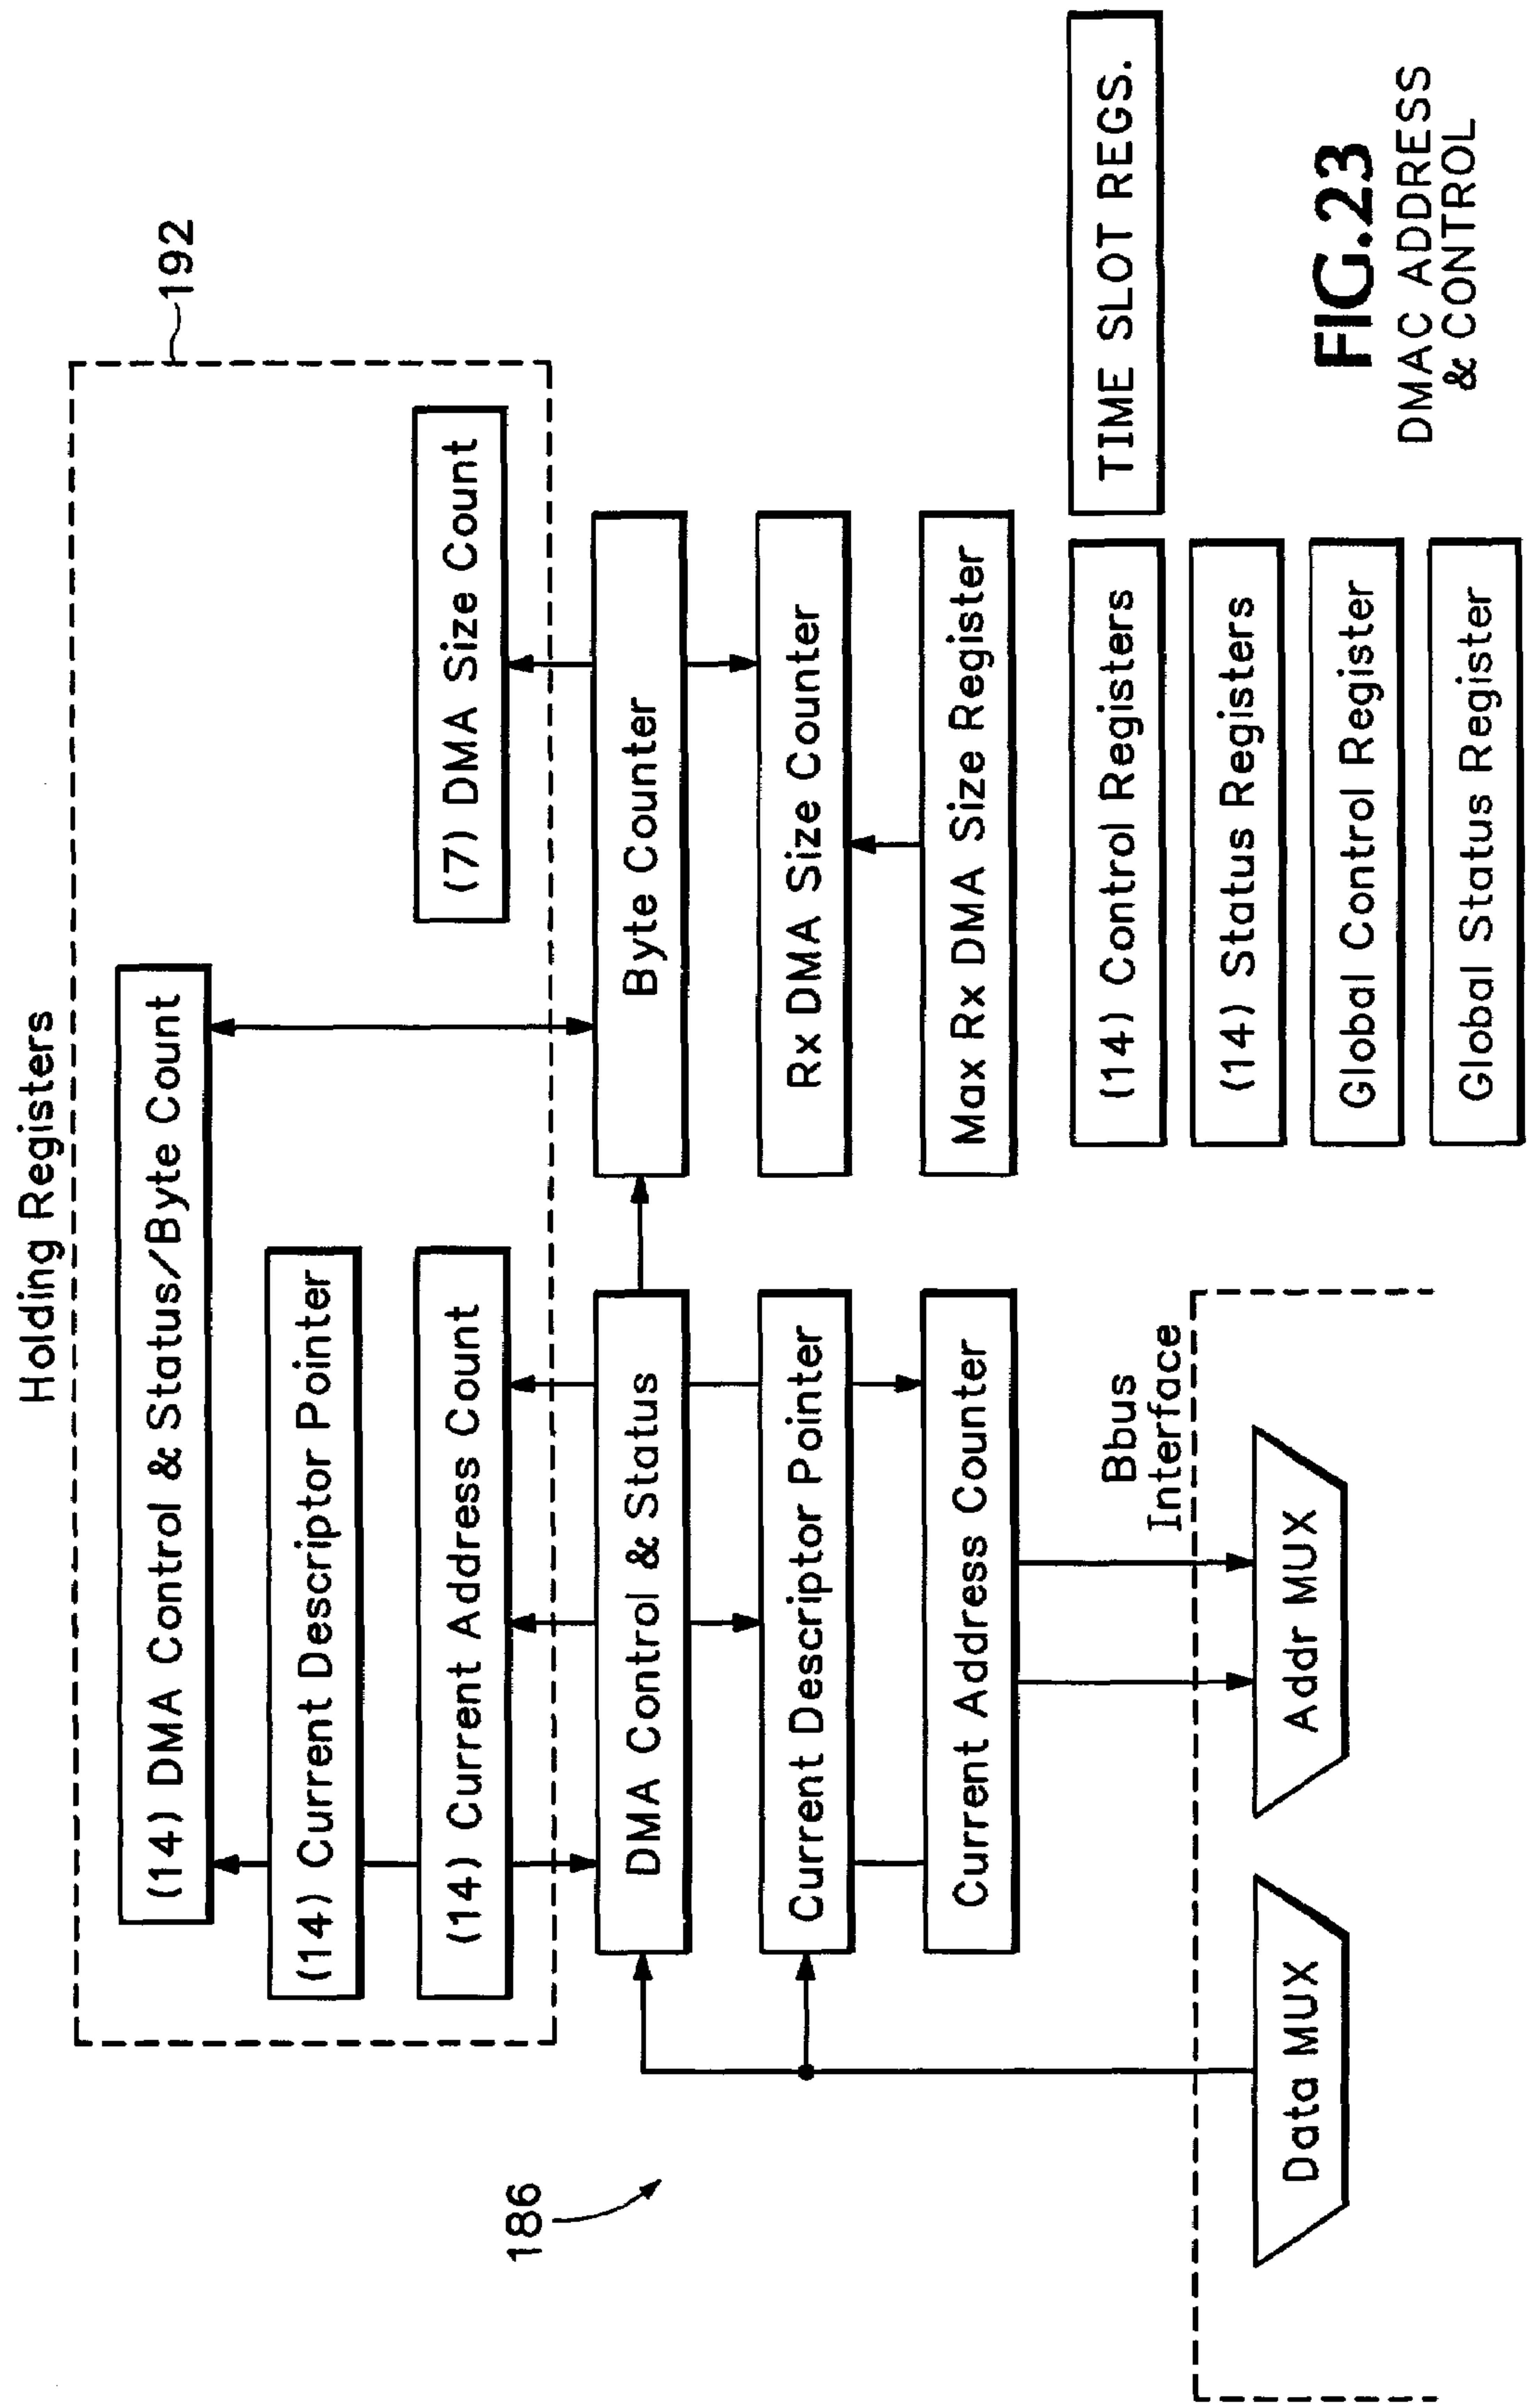 Holding Registers
192
(14) DMA Control & Status/Byte Count
(14) Current Descriptor Pointer
(14) Current Address Count
(7) DMA Size Count
186
DMA Control & Status
Byte Counter
Current Descriptor Pointer
Rx DMA Size Counter
Current Address Counter
Max Rx DMA Size Register
Bbus
Interface
Data MUX
Addr MUX
(14) Control Registers
TIME SLOT REGS.
(14) Status Registers
Global Control Register
Global Status Register
FIG.23
DMAC ADDRESS
& CONTROL